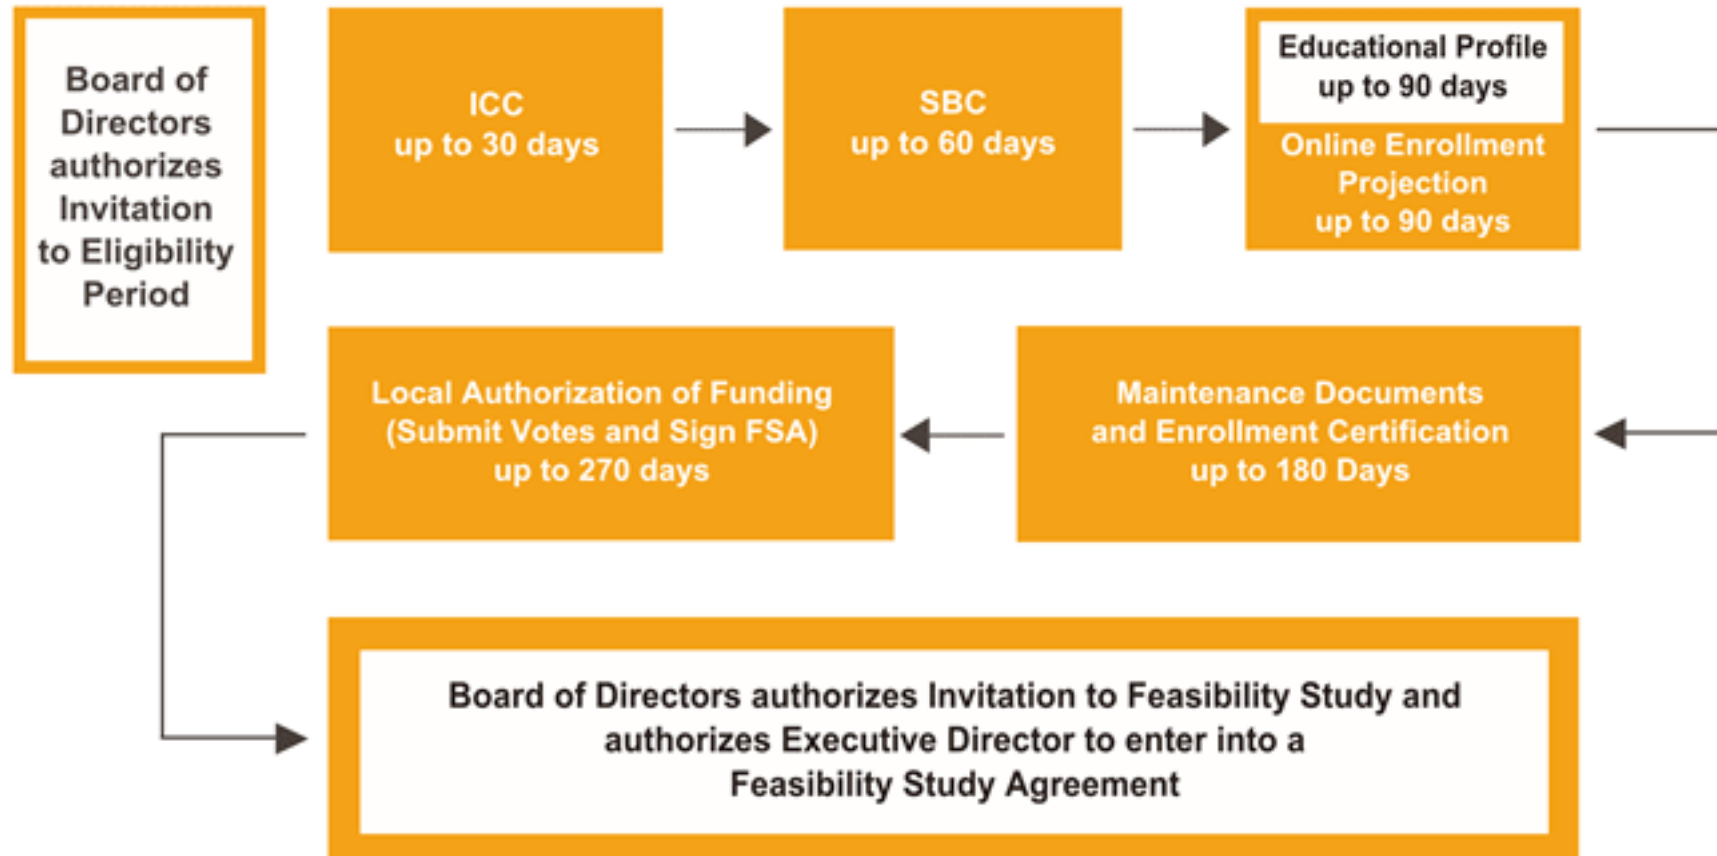 Board of
Directors
authorizes
Invitation
to Eligibility
Period
ICC
up to 30 days
SBC
up to 60 days
Educational Profile
up to 90 days
Online Enrollment
Projection
up to 90 days
Maintenance Documents
and Enrollment Certification
up to 180 Days
Local Authorization of Funding
(Submit Votes and Sign FSA)
up to 270 days
Board of Directors authorizes Invitation to Feasibility Study and
authorizes Executive Director to enter into a
Feasibility Study Agreement